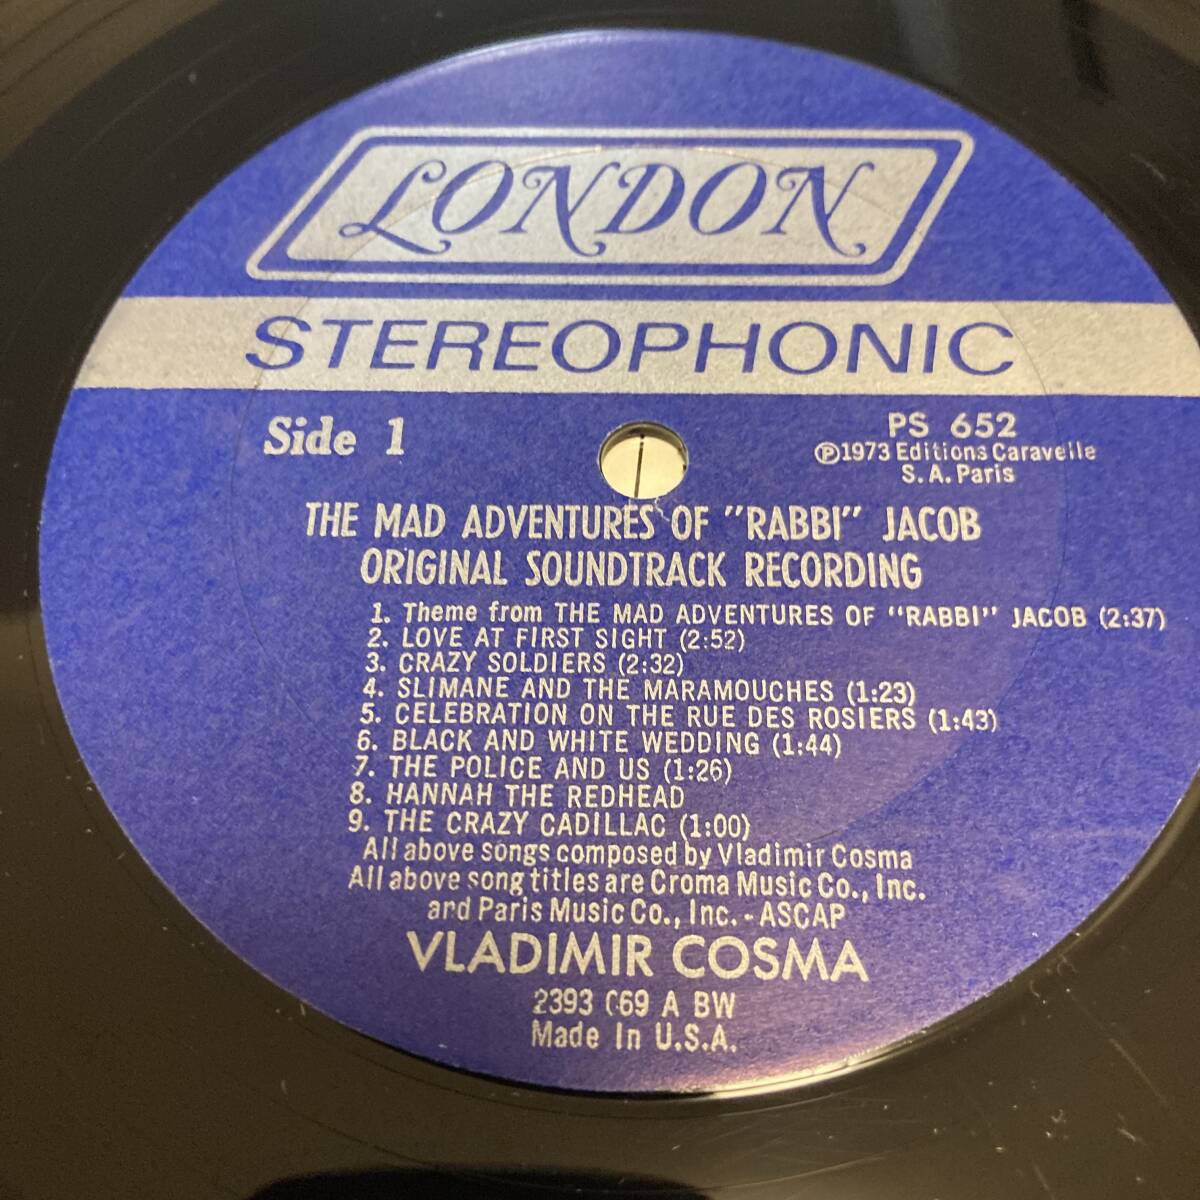 LONDON
STEREOPHONIC
Side 1
PS 652
Ⓟ1973 Editions Caravelle
S.A. Paris
THE MAD ADVENTURES OF "RABBI" JACOB
ORIGINAL SOUNDTRACK RECORDING
1. Theme from THE MAD ADVENTURES OF "RABBI" JACOB (2:37)
2. LOVE AT FIRST SIGHT (2:52)
3. CRAZY SOLDIERS (2:32)
4. SLIMANE AND THE MARAMOUCHES (1:23)
5. CELEBRATION ON THE RUE DES ROSIERS (1:43)
6. BLACK AND WHITE WEDDING (1:44)
7. THE POLICE AND US (1:26)
8. HANNAH THE REDHEAD
9. THE CRAZY CADILLAC (1:00)
All above songs composed by Vladimir Cosma
All above song titles are Croma Music Co., Inc.
and Paris Music Co., Inc. - ASCAP
VLADIMIR COSMA
2393 069 A BW
Made In U.S.A.